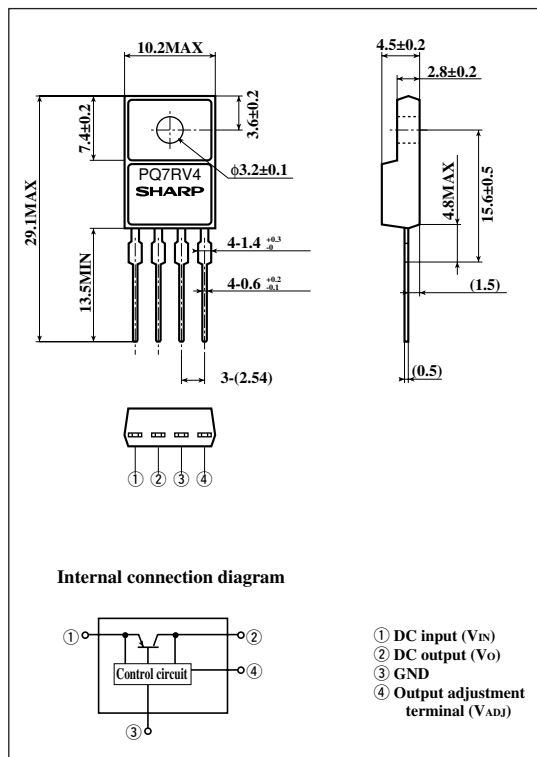 10.2MAX
4.5±0.2
2.8±0.2
29.1MAX
7.4±0.2
3.6±0.2
PQ7RV4
SHARP
φ3.2±0.1
4.8MAX
15.6±0.5
13.5MIN
4-1.4 +0.3 -0
4-0.6 +0.2 -0.1
(1.5)
3-(2.54)
(0.5)
① ② ③ ④
Internal connection diagram
①
②
Control circuit
④
③
① DC input (VIN)
② DC output (VO)
③ GND
④ Output adjustment
terminal (VADJ)